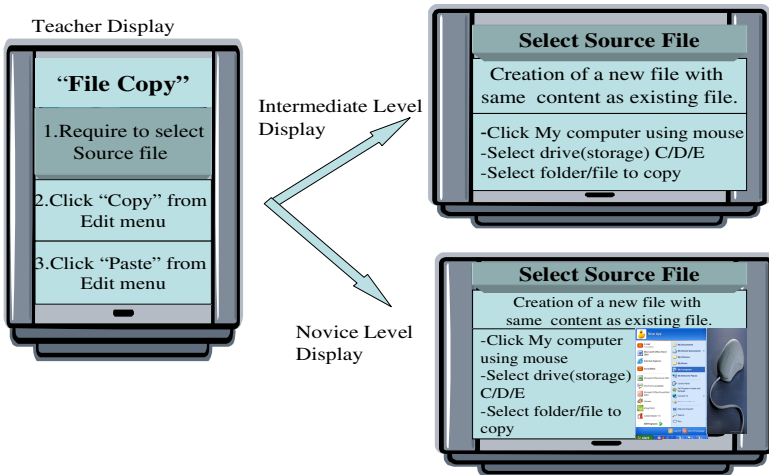 Teacher Display
“File Copy”
1.Require to select
Source file
2.Click “Copy” from
Edit menu
3.Click “Paste” from
Edit menu
Intermediate Level
Display
Novice Level
Display
Select Source File
Creation of a new file with
same content as existing file.
-Click My computer using mouse
-Select drive(storage) C/D/E
-Select folder/file to copy
Select Source File
Creation of a new file with
same content as existing file.
-Click My computer
using mouse
-Select drive(storage)
C/D/E
-Select folder/file to
copy